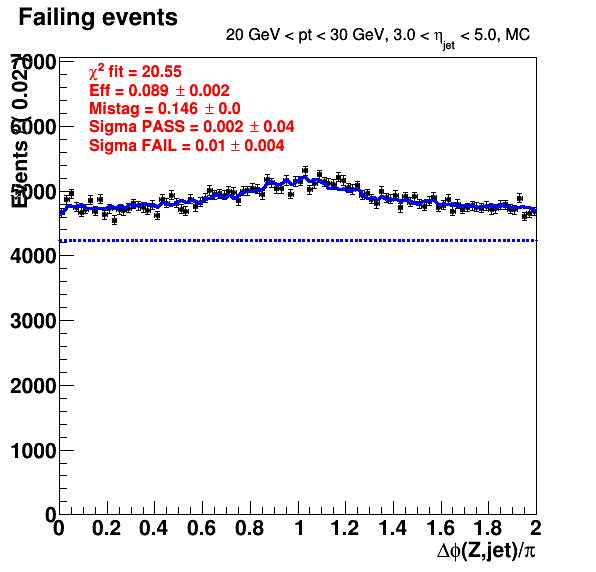 Failing events
20 GeV < pt < 30 GeV, 3.0 < η_jet < 5.0, MC
Events / ( 0.02 )
7000
6000
5000
4000
3000
2000
1000
0
χ² fit = 20.55
Eff = 0.089 ± 0.002
Mistag = 0.146 ± 0.0
Sigma PASS = 0.002 ± 0.04
Sigma FAIL = 0.01 ± 0.004
0 0.2 0.4 0.6 0.8 1 1.2 1.4 1.6 1.8 2
Δφ(Z,jet)/π